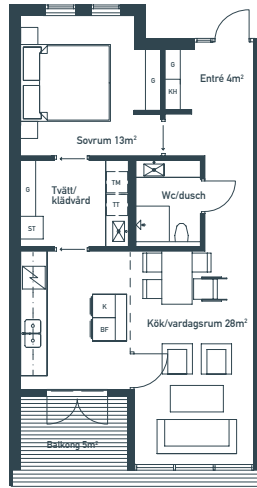 G
KH
Entré 4m²
G
Sovrum 13m²
Tvätt/
klädvård
G
ST
TM
TT
Wc/dusch
K
BF
Kök/vardagsrum 28m²
Balkong 5m²